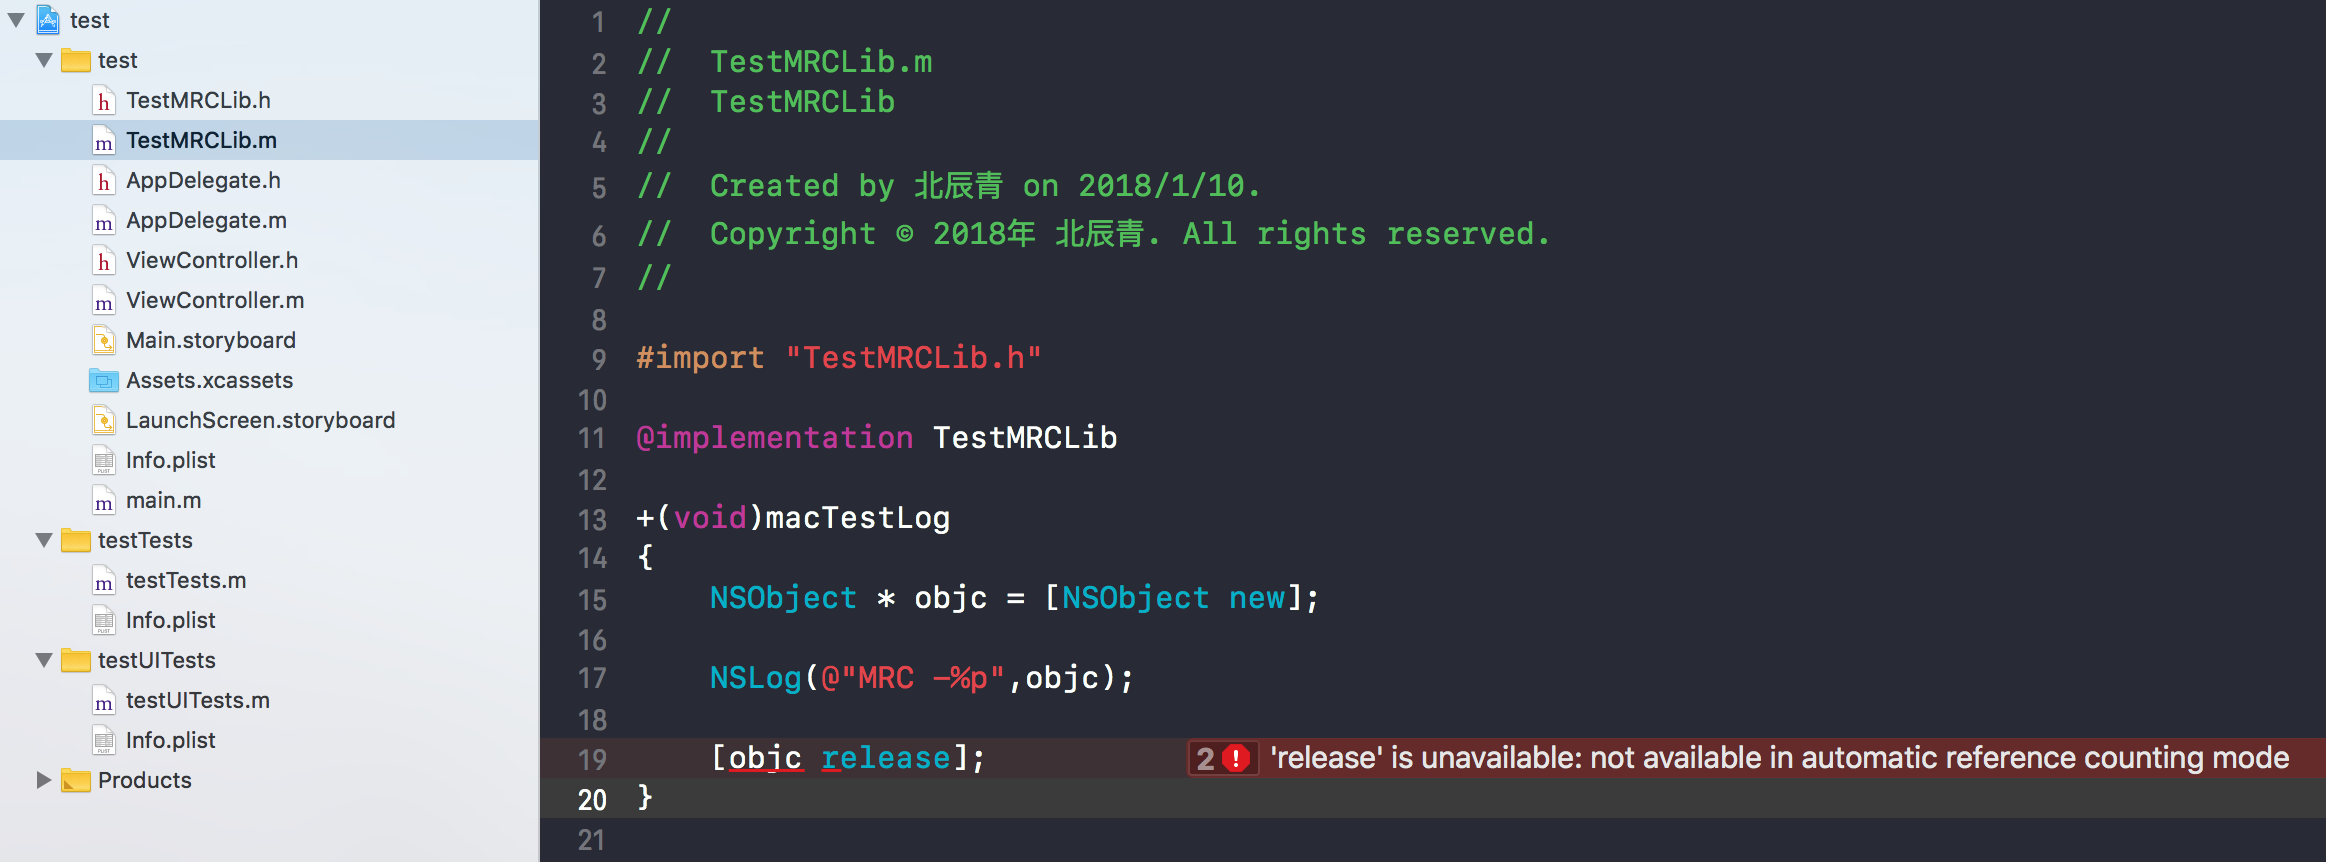 test
test
TestMRCLib.h
TestMRCLib.m
AppDelegate.h
AppDelegate.m
ViewController.h
ViewController.m
Main.storyboard
Assets.xcassets
LaunchScreen.storyboard
Info.plist
main.m
testTests
testTests.m
Info.plist
testUITests
testUITests.m
Info.plist
Products
1 //
2 //  TestMRCLib.m
3 //  TestMRCLib
4 //
5 //  Created by 北辰青 on 2018/1/10.
6 //  Copyright © 2018年 北辰青. All rights reserved.
7 //
8
9 #import "TestMRCLib.h"
10
11 @implementation TestMRCLib
12
13 +(void)macTestLog
14 {
15     NSObject * objc = [NSObject new];
16
17     NSLog(@"MRC -%p",objc);
18
19     [objc release]; 2 'release' is unavailable: not available in automatic reference counting mode
20 }
21